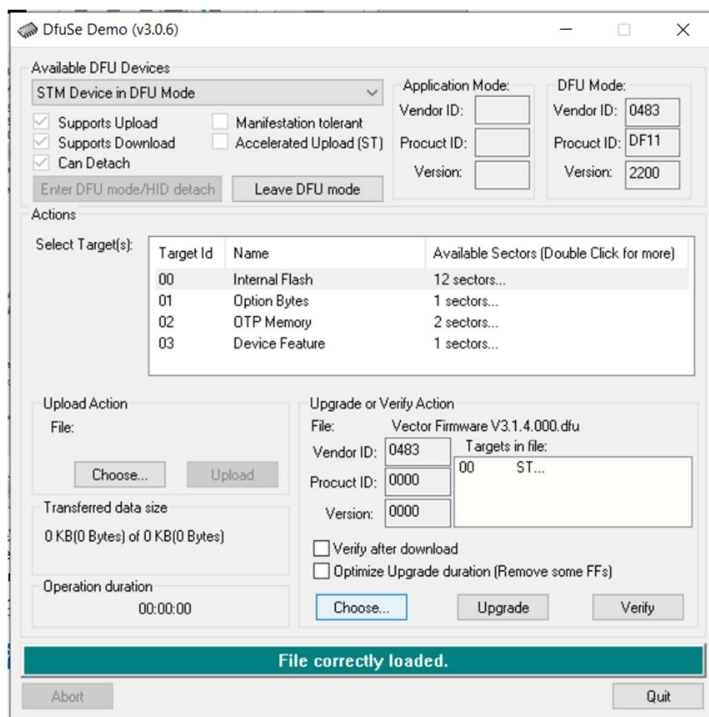 DfuSe Demo (v3.0.6)
Available DFU Devices
STM Device in DFU Mode
Supports Upload
Manifestation tolerant
Supports Download
Accelerated Upload (ST)
Can Detach
Enter DFU mode/HID detach
Leave DFU mode
Application Mode:
Vendor ID:
Procuct ID:
Version:
DFU Mode:
Vendor ID: 0483
Procuct ID: DF11
Version: 2200
Actions
Select Target(s):
Target Id Name Available Sectors (Double Click for more)
00 Internal Flash 12 sectors...
01 Option Bytes 1 sectors...
02 OTP Memory 2 sectors...
03 Device Feature 1 sectors...
Upload Action
File:
Choose... Upload
Transferred data size
0 KB(0 Bytes) of 0 KB(0 Bytes)
Operation duration
00:00:00
Upgrade or Verify Action
File: Vector Firmware V3.1.4.000.dfu
Vendor ID: 0483
Procuct ID: 0000
Version: 0000
Targets in file:
00 ST...
Verify after download
Optimize Upgrade duration (Remove some FFs)
Choose... Upgrade Verify
File correctly loaded.
Abort Quit